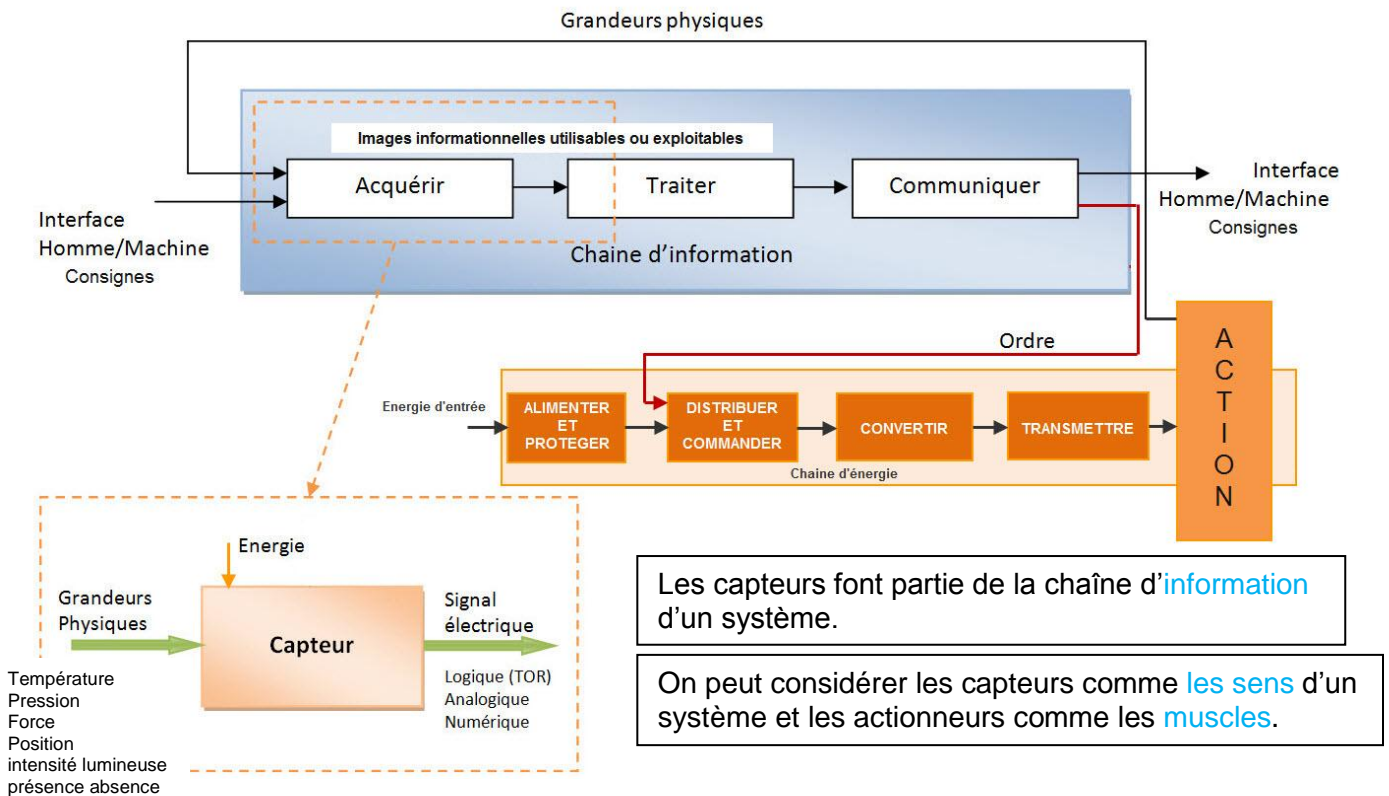 Grandeurs physiques
Images informationnelles utilisables ou exploitables
Acquérir
Traiter
Communiquer
Interface
Homme/Machine
Consignes
Interface
Homme/Machine
Consignes
Chaine d'information
Ordre
Energie d'entrée
ALIMENTER
ET
PROTEGER
DISTRIBUER
ET
COMMANDER
CONVERTIR
TRANSMETTRE
Chaine d'énergie
A
C
T
I
O
N
Energie
Grandeurs
Physiques
Capteur
Signal
électrique
Logique (TOR)
Analogique
Numérique
Température
Pression
Force
Position
intensité lumineuse
présence absence
Les capteurs font partie de la chaîne d'information
d'un système.
On peut considérer les capteurs comme les sens d'un
système et les actionneurs comme les muscles.